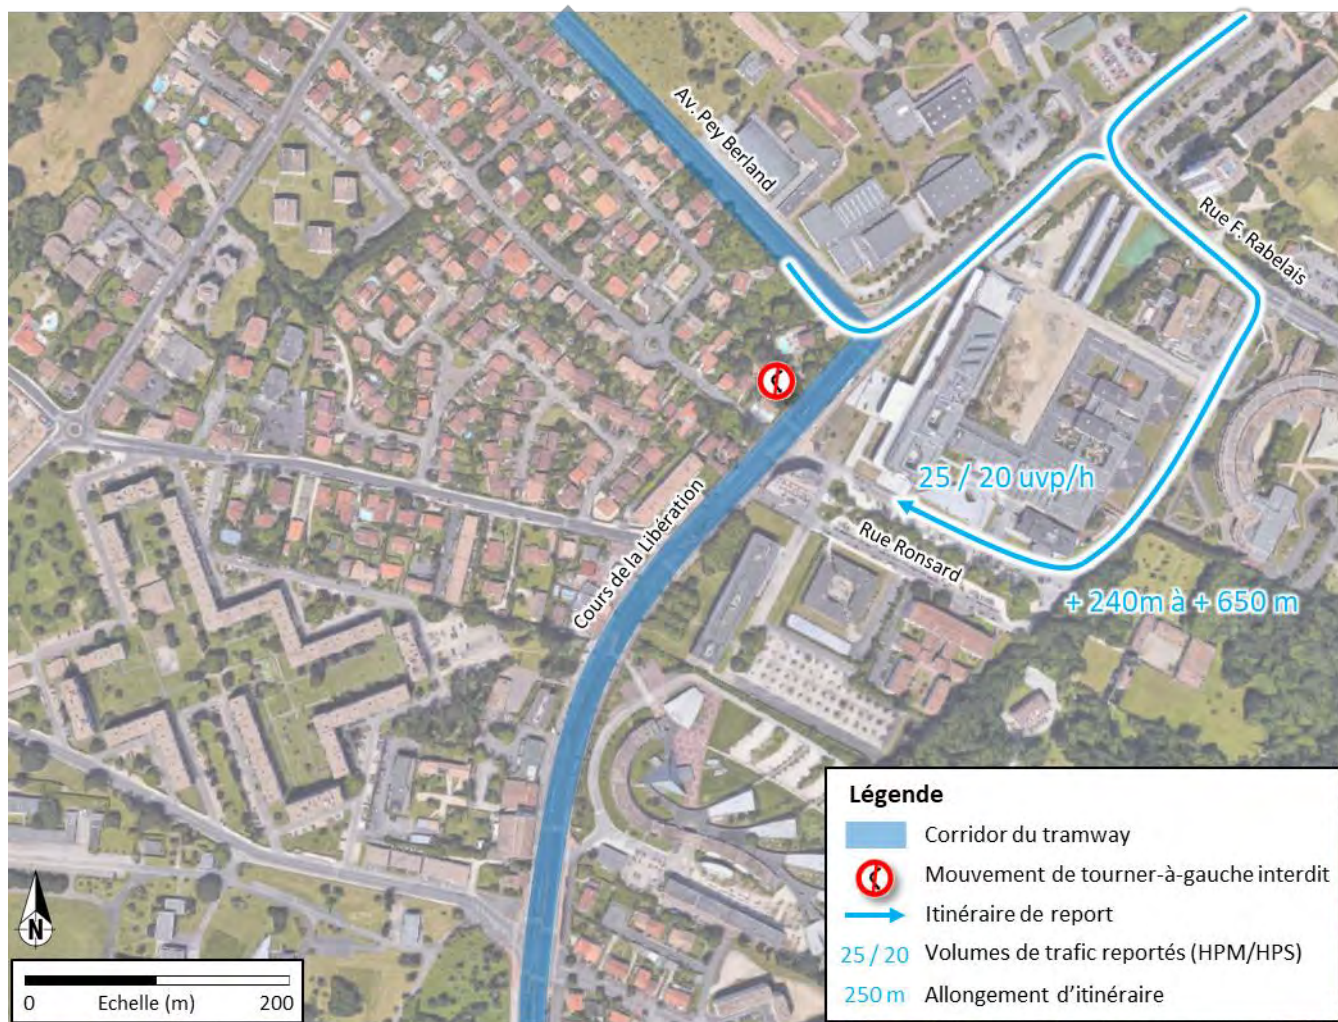 Av. Pey Berland
Rue F. Rabelais
25 / 20 uvp/h
Cours de la Libération
Rue Ronsard
+ 240m à + 650 m
Légende
Corridor du tramway
Mouvement de tourner-à-gauche interdit
Itinéraire de report
25 / 20 Volumes de trafic reportés (HPM/HPS)
250 m Allongement d'itinéraire
N
0 Echelle (m) 200